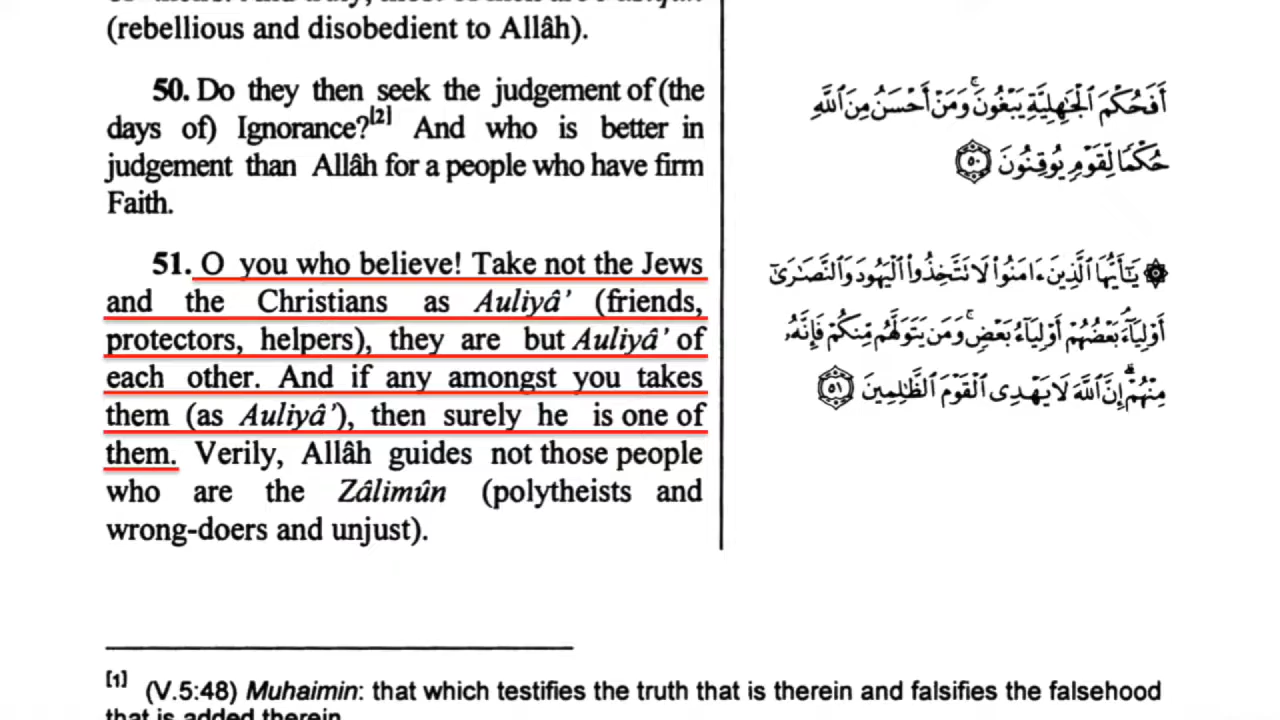 (rebellious and disobedient to Allâh).
50. Do they then seek the judgement of (the
days of) Ignorance?[2] And who is better in
judgement than Allâh for a people who have firm
Faith.
51. O you who believe! Take not the Jews
and the Christians as Auliyâ' (friends,
protectors, helpers), they are but Auliyâ' of
each other. And if any amongst you takes
them (as Auliyâ'), then surely he is one of
them. Verily, Allâh guides not those people
who are the Zâlimûn (polytheists and
wrong-doers and unjust).
أَفَحُكْمَ ٱلْجَٰهِلِيَّةِ يَبْغُونَ ۚ وَمَنْ أَحْسَنُ مِنَ ٱللَّهِ
حُكْمًا لِّقَوْمٍ يُوقِنُونَ ٥٠
۞ يَٰٓأَيُّهَا ٱلَّذِينَ ءَامَنُوا۟ لَا تَتَّخِذُوا۟ ٱلْيَهُودَ وَٱلنَّصَٰرَىٰٓ
أَوْلِيَآءَ ۘ بَعْضُهُمْ أَوْلِيَآءُ بَعْضٍ ۚ وَمَن يَتَوَلَّهُم مِّنكُمْ فَإِنَّهُۥ
مِنْهُمْ ۗ إِنَّ ٱللَّهَ لَا يَهْدِى ٱلْقَوْمَ ٱلظَّٰلِمِينَ ٥١
[1] (V.5:48) Muhaimin: that which testifies the truth that is therein and falsifies the falsehood
that is added therein.